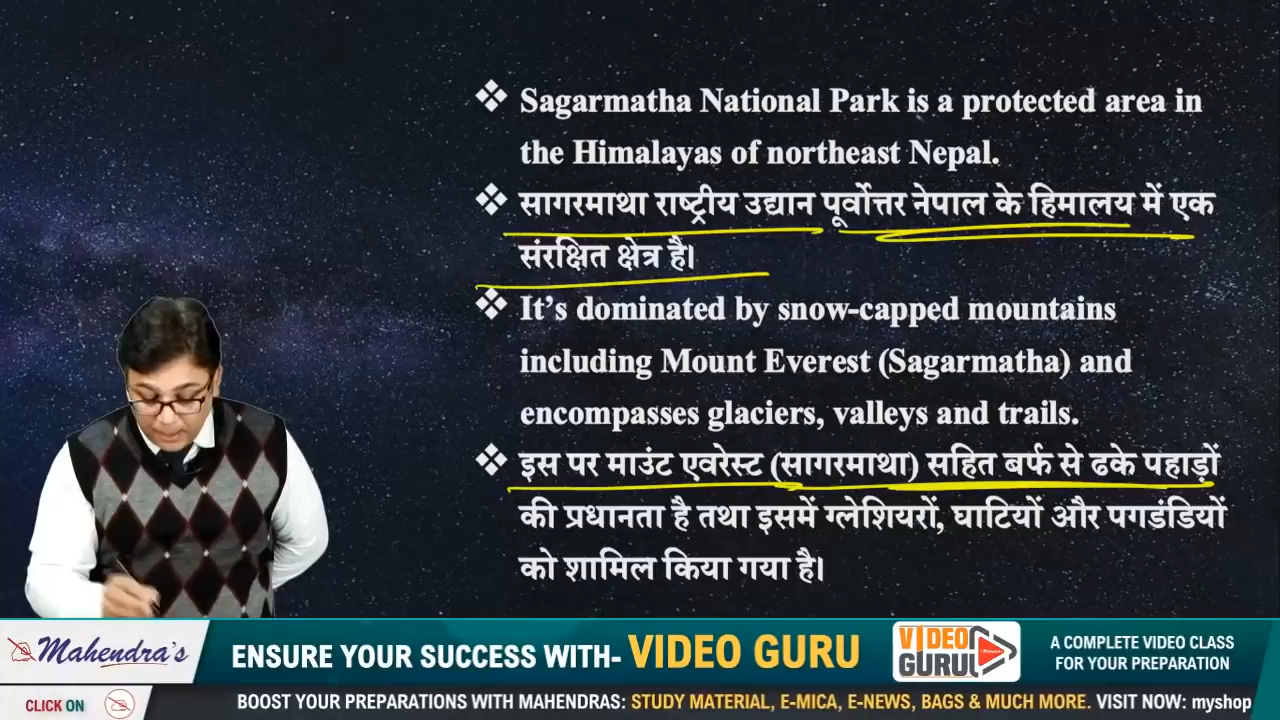 ❖ Sagarmatha National Park is a protected area in
the Himalayas of northeast Nepal.
❖ सागरमाथा राष्ट्रीय उद्यान पूर्वोत्तर नेपाल के हिमालय में एक
संरक्षित क्षेत्र है।
❖ It’s dominated by snow-capped mountains
including Mount Everest (Sagarmatha) and
encompasses glaciers, valleys and trails.
❖ इस पर माउंट एवरेस्ट (सागरमाथा) सहित बर्फ से ढके पहाड़ों
की प्रधानता है तथा इसमें ग्लेशियरों, घाटियों और पगडंडियों
को शामिल किया गया है।
Mahendra's
ENSURE YOUR SUCCESS WITH- VIDEO GURU
VIDEO
GURU
A COMPLETE VIDEO CLASS
FOR YOUR PREPARATION
CLICK ON
BOOST YOUR PREPARATIONS WITH MAHENDRAS: STUDY MATERIAL, E-MICA, E-NEWS, BAGS & MUCH MORE. VISIT NOW: myshop